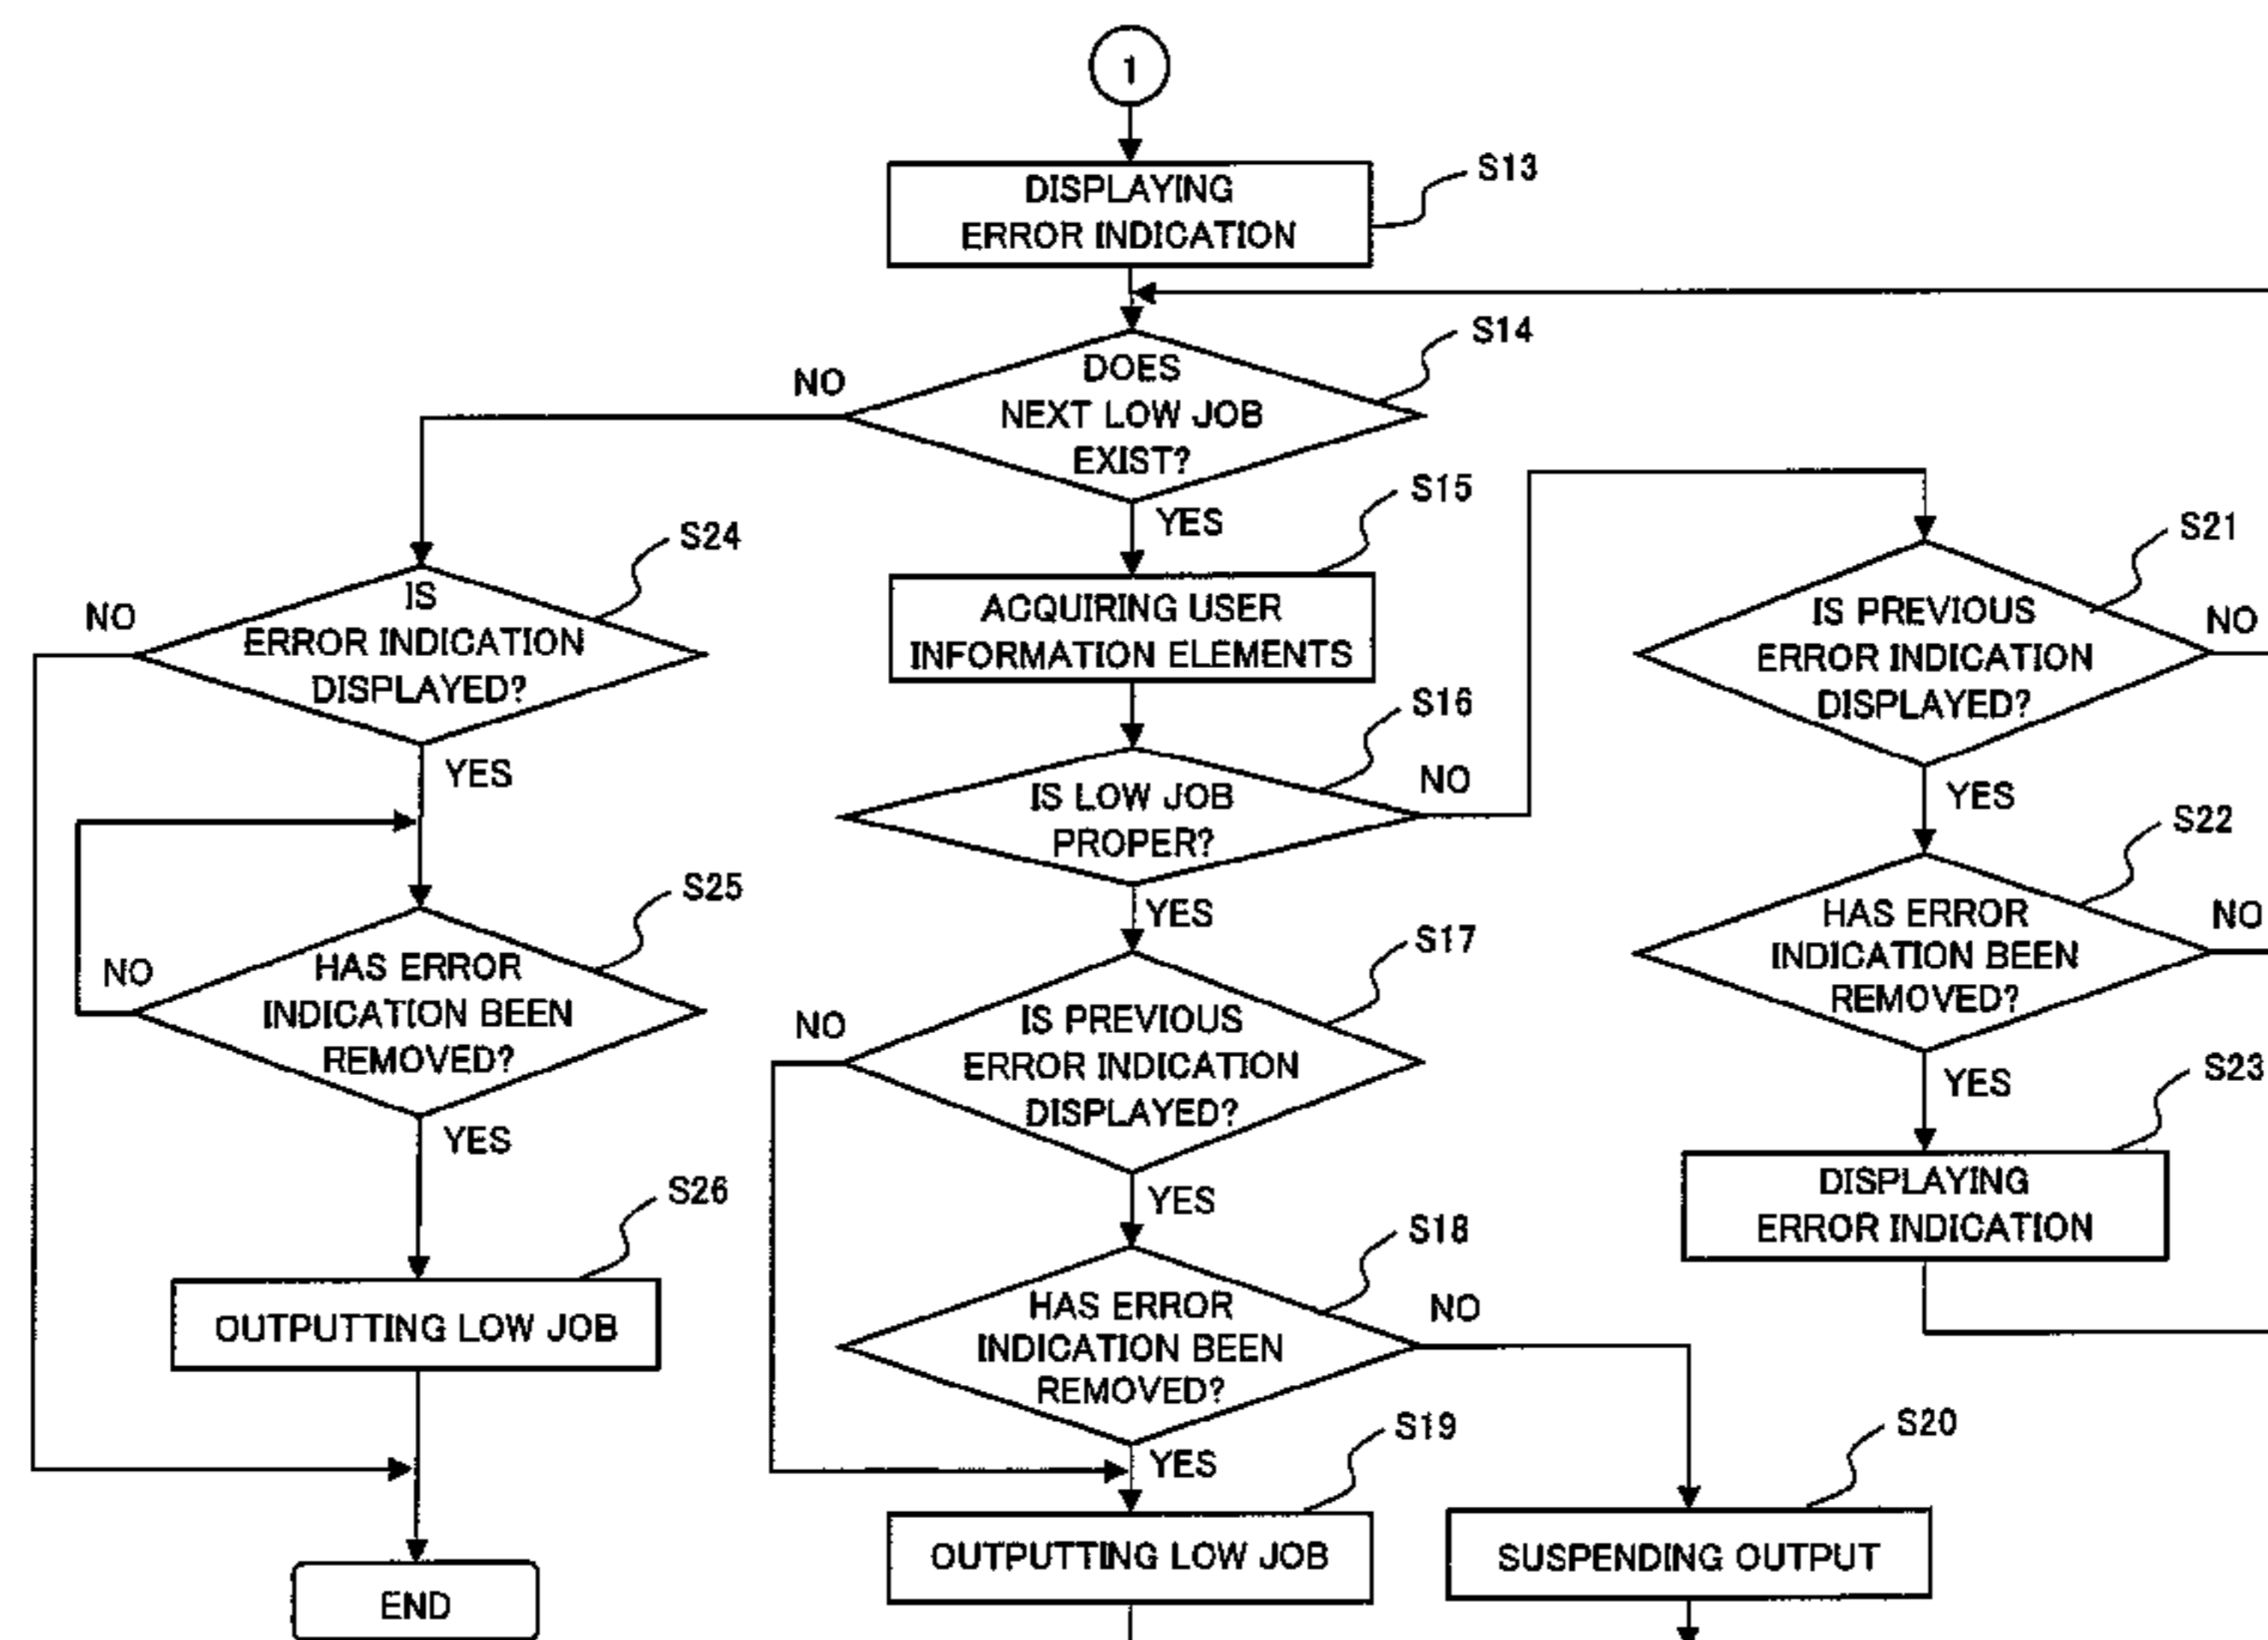 1
S13
DISPLAYING
ERROR INDICATION
S14
NO
DOES
NEXT LOW JOB
EXIST?
YES
S15
ACQUIRING USER
INFORMATION ELEMENTS
S16
NO
IS LOW JOB
PROPER?
YES
S17
NO
IS PREVIOUS
ERROR INDICATION
DISPLAYED?
YES
S18
NO
HAS ERROR
INDICATION BEEN
REMOVED?
YES
S19
OUTPUTTING LOW JOB
S20
SUSPENDING OUTPUT
S21
IS PREVIOUS
ERROR INDICATION
DISPLAYED?
NO
YES
S22
HAS ERROR
INDICATION BEEN
REMOVED?
NO
YES
S23
DISPLAYING
ERROR INDICATION
S24
NO
IS
ERROR INDICATION
DISPLAYED?
YES
S25
NO
HAS ERROR
INDICATION BEEN
REMOVED?
YES
S26
OUTPUTTING LOW JOB
END